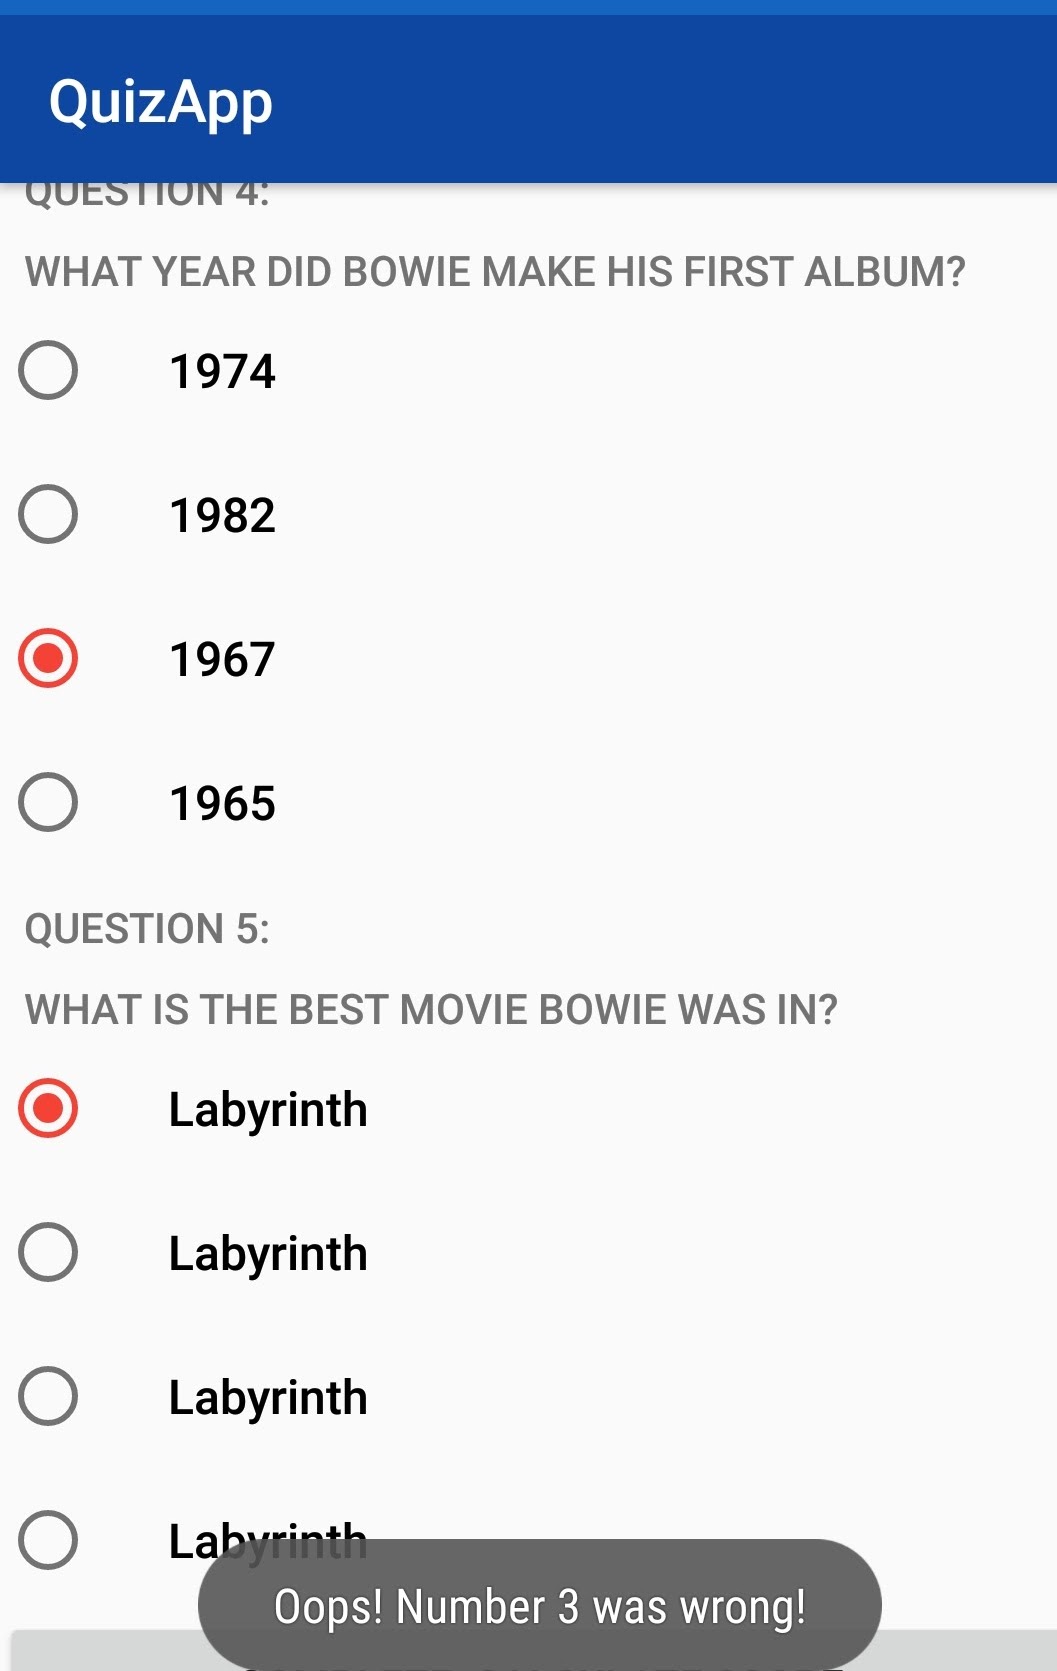 QuizApp
QUESTION 4:
WHAT YEAR DID BOWIE MAKE HIS FIRST ALBUM?
1974
1982
1967
1965
QUESTION 5:
WHAT IS THE BEST MOVIE BOWIE WAS IN?
Labyrinth
Labyrinth
Labyrinth
Labyrinth
Oops! Number 3 was wrong!